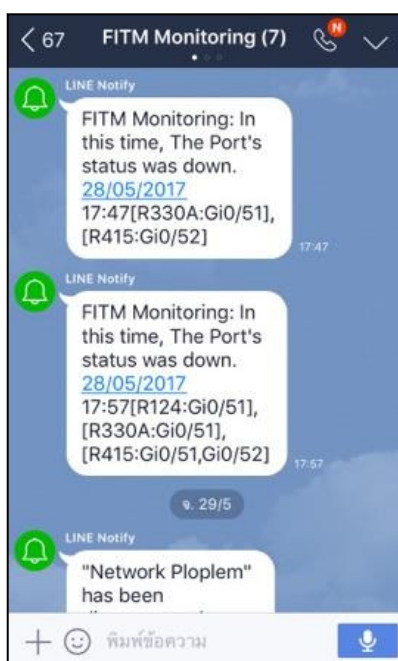 67 FITM Monitoring (7) N
LINE Notify
FITM Monitoring: In
this time, The Port's
status was down.
28/05/2017
17:47[R330A:Gi0/51],
[R415:Gi0/52]
17:47
LINE Notify
FITM Monitoring: In
this time, The Port's
status was down.
28/05/2017
17:57[R124:Gi0/51],
[R330A:Gi0/51],
[R415:Gi0/51,Gi0/52]
17:57
จ. 29/5
LINE Notify
"Network Ploplem"
has been
พิมพ์ข้อความ